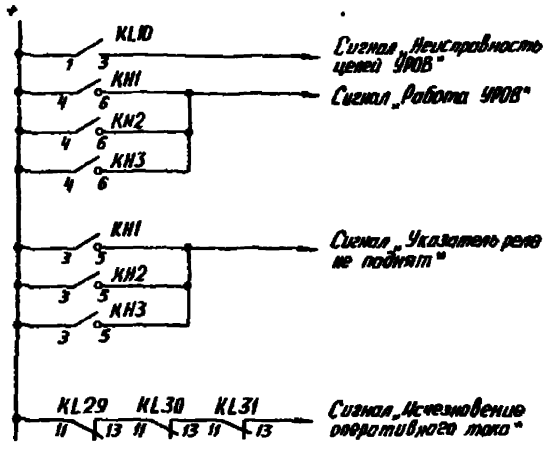 +
KL10
1 3
Сигнал „Неисправность
цепей УРОВ"
KH1
4 6
Сигнал „Работа УРОВ"
KH2
4 6
KH3
4 6
KH1
3 5
Сигнал „Указатель реле
не поднят"
KH2
3 5
KH3
3 5
KL29 KL30 KL31
11 13 11 13 11 13
Сигнал „Исчезновение
оперативного тока"